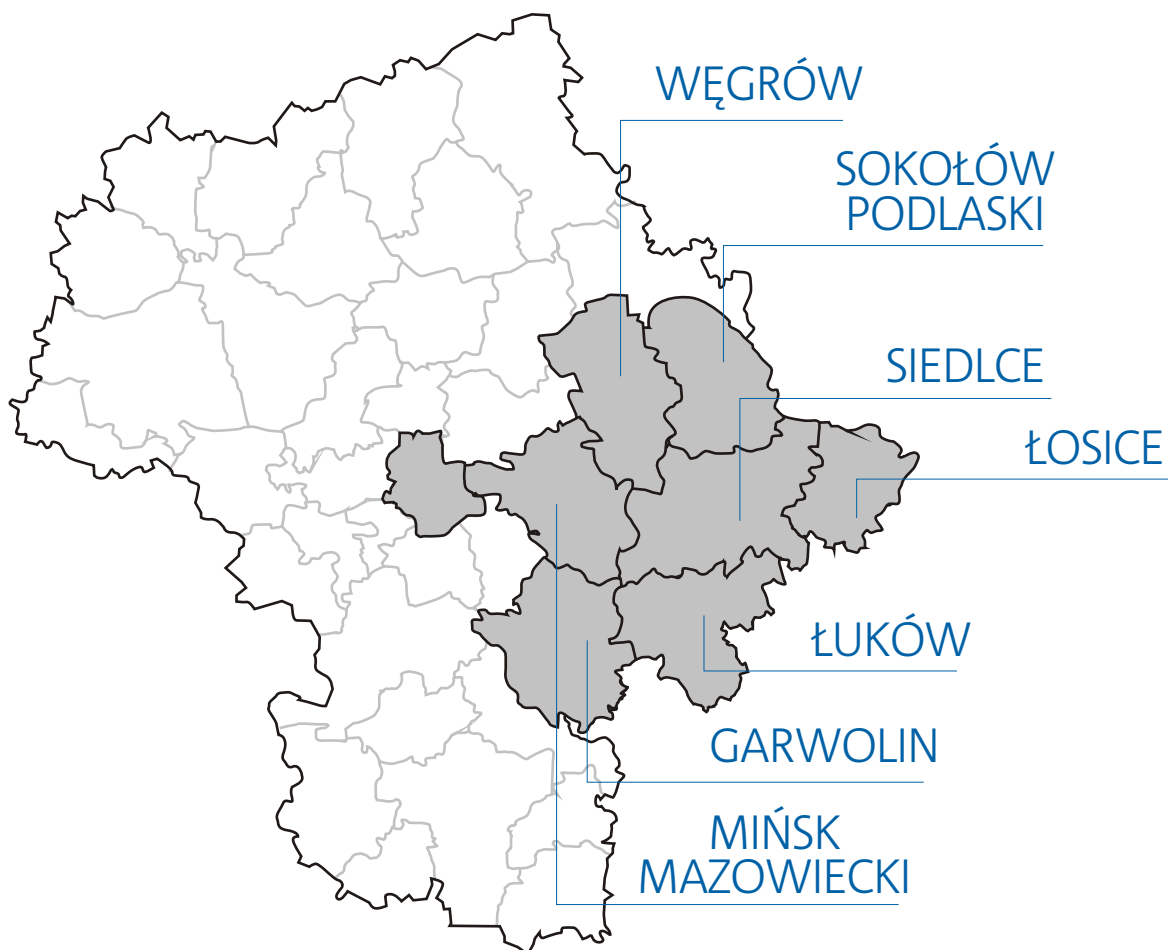 WĘGRÓW
SOKOŁÓW
PODLASKI
SIEDLCE
ŁOSICE
ŁUKÓW
GARWOLIN
MIŃSK
MAZOWIECKI